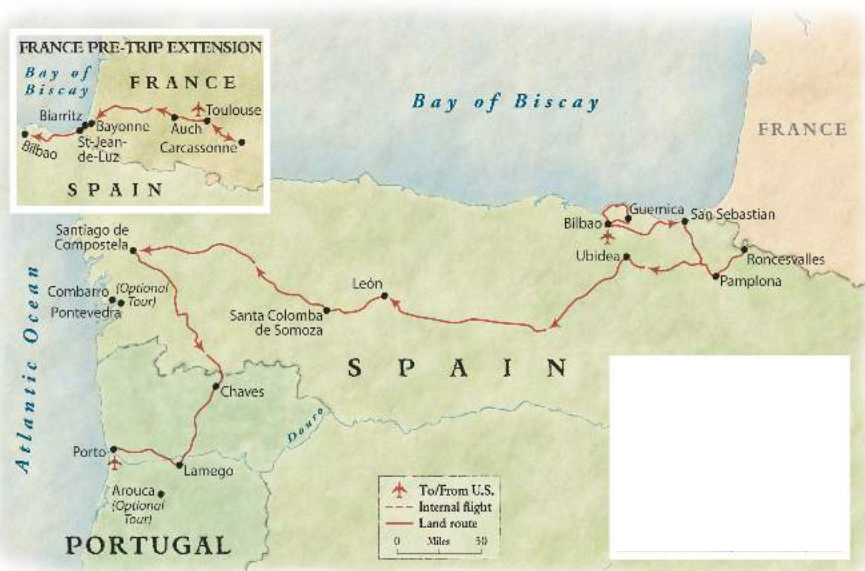 FRANCE PRE-TRIP EXTENSION
Bay of
Biscay
FRANCE
Toulouse
Biarritz
Bayonne
Auch
St-Jean-
de-Luz
Carcassonne
Bilbao
SPAIN
Bay of Biscay
FRANCE
Santiago de
Compostela
Guernica
Bilbao
San Sebastian
Ubidea
Roncesvalles
Pamplona
León
Combarro
(Optional
Tour)
Pontevedra
Santa Colomba
de Somoza
Atlantic Ocean
SPAIN
Chaves
Douro
Porto
Lamego
Arouca
(Optional
Tour)
PORTUGAL
To/From U.S.
Internal flight
Land route
0 Miles 50